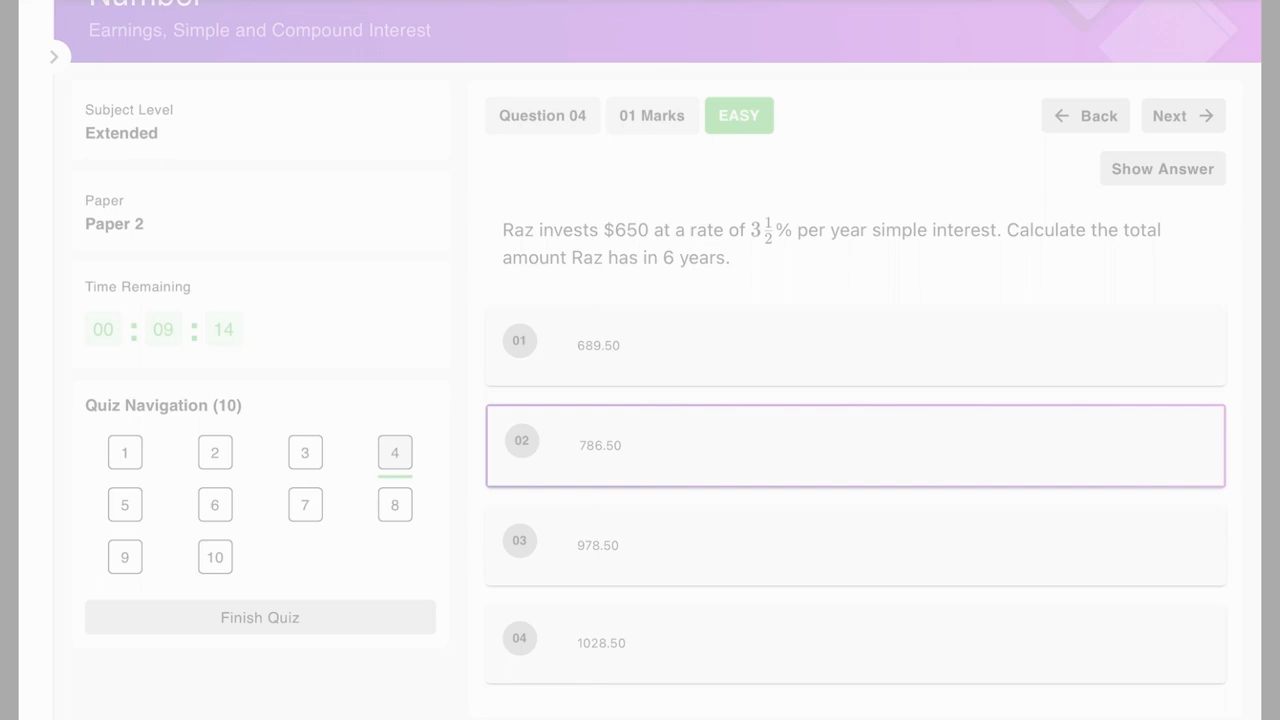 Number
Earnings, Simple and Compound Interest
Subject Level
Extended
Paper
Paper 2
Time Remaining
00 : 09 : 14
Quiz Navigation (10)
1 2 3 4
5 6 7 8
9 10
Finish Quiz
Question 04 01 Marks EASY ← Back Next →
Show Answer
Raz invests $650 at a rate of 3 1/2 % per year simple interest. Calculate the total
amount Raz has in 6 years.
01 689.50
02 786.50
03 978.50
04 1028.50